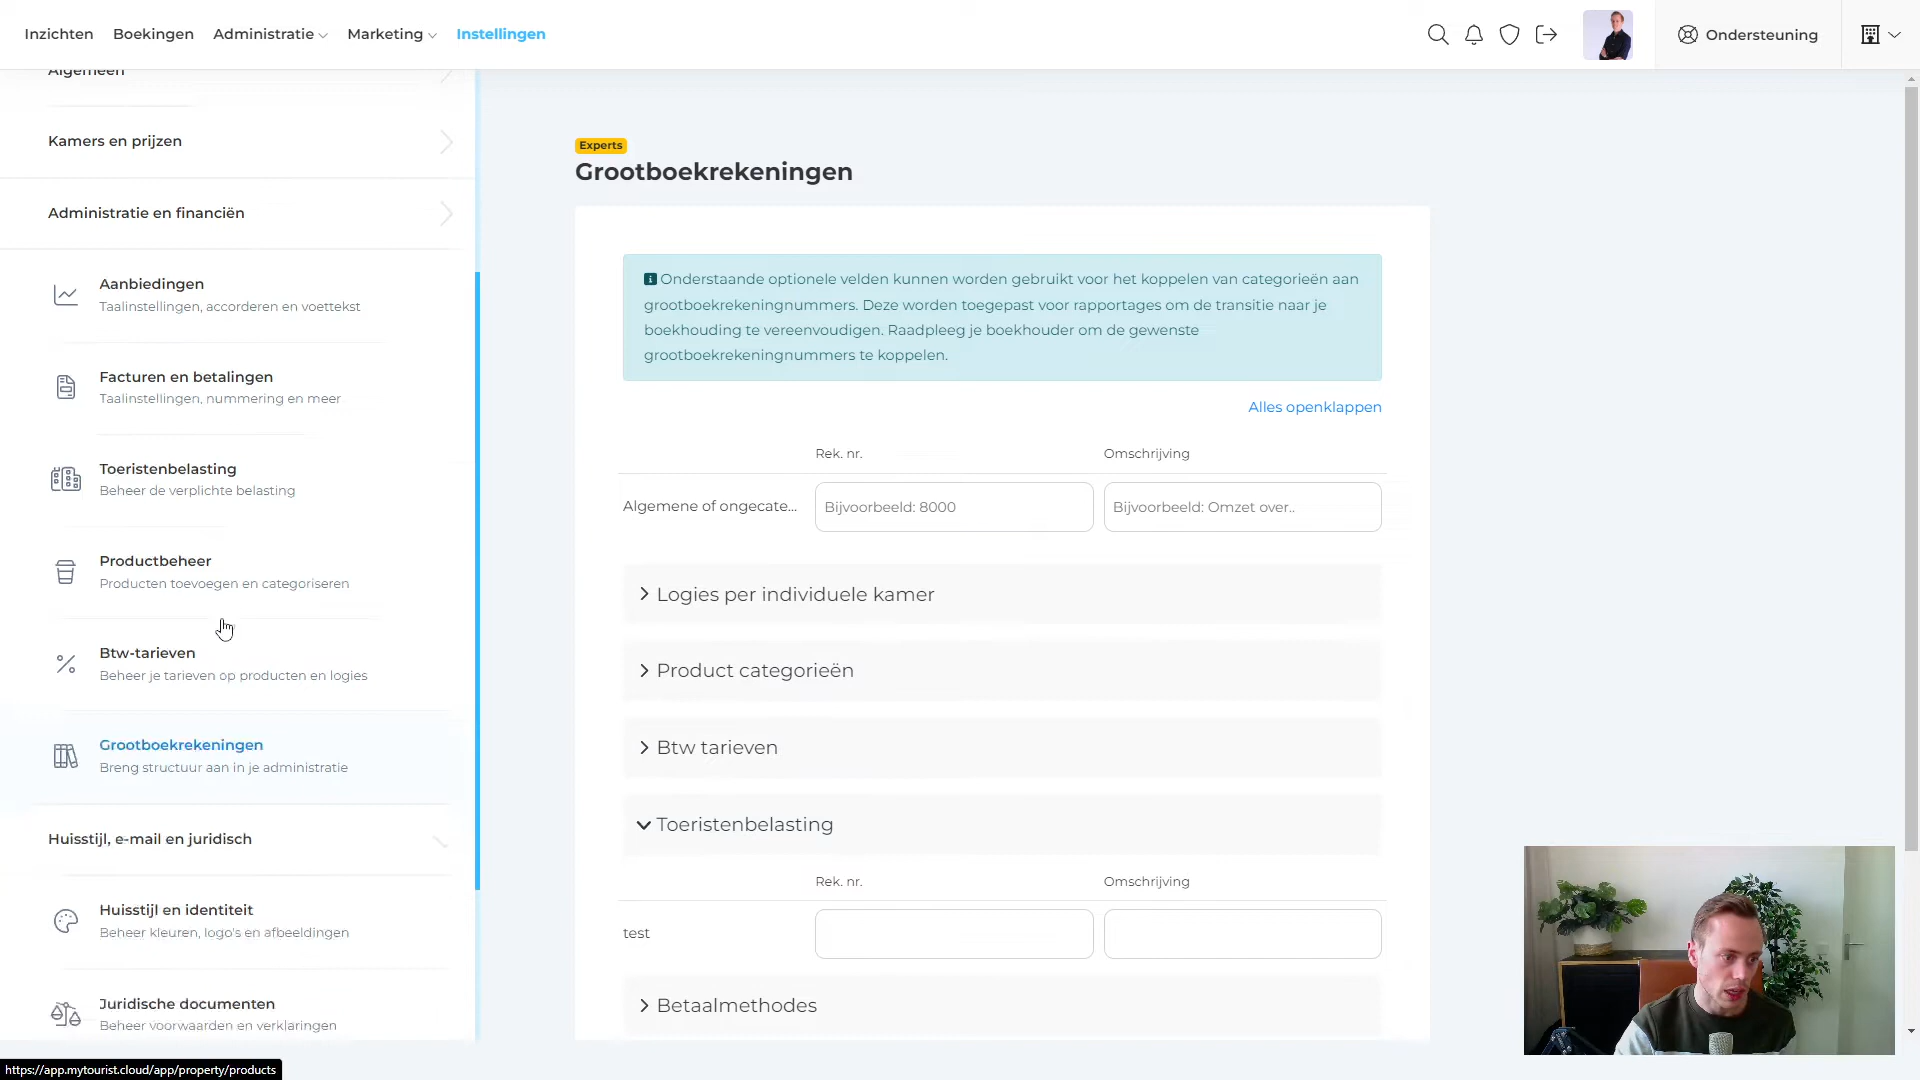 Inzichten Boekingen Administratie Marketing Instellingen Ondersteuning
Algemeen
Kamers en prijzen
Administratie en financiën
Aanbiedingen
Taalinstellingen, accorderen en voettekst
Facturen en betalingen
Taalinstellingen, nummering en meer
Toeristenbelasting
Beheer de verplichte belasting
Productbeheer
Producten toevoegen en categoriseren
Btw-tarieven
Beheer je tarieven op producten en logies
Grootboekrekeningen
Breng structuur aan in je administratie
Huisstijl, e-mail en juridisch
Huisstijl en identiteit
Beheer kleuren, logo's en afbeeldingen
Juridische documenten
Beheer voorwaarden en verklaringen
https://app.mytourist.cloud/app/property/products
Experts
Grootboekrekeningen
Onderstaande optionele velden kunnen worden gebruikt voor het koppelen van categorieën aan
grootboekrekeningnummers. Deze worden toegepast voor rapportages om de transitie naar je
boekhouding te vereenvoudigen. Raadpleeg je boekhouder om de gewenste
grootboekrekeningnummers te koppelen.
Alles openklappen
Rek. nr. Omschrijving
Algemene of ongecate... Bijvoorbeeld: 8000 Bijvoorbeeld: Omzet over..
Logies per individuele kamer
Product categorieën
Btw tarieven
Toeristenbelasting
Rek. nr. Omschrijving
test
Betaalmethodes